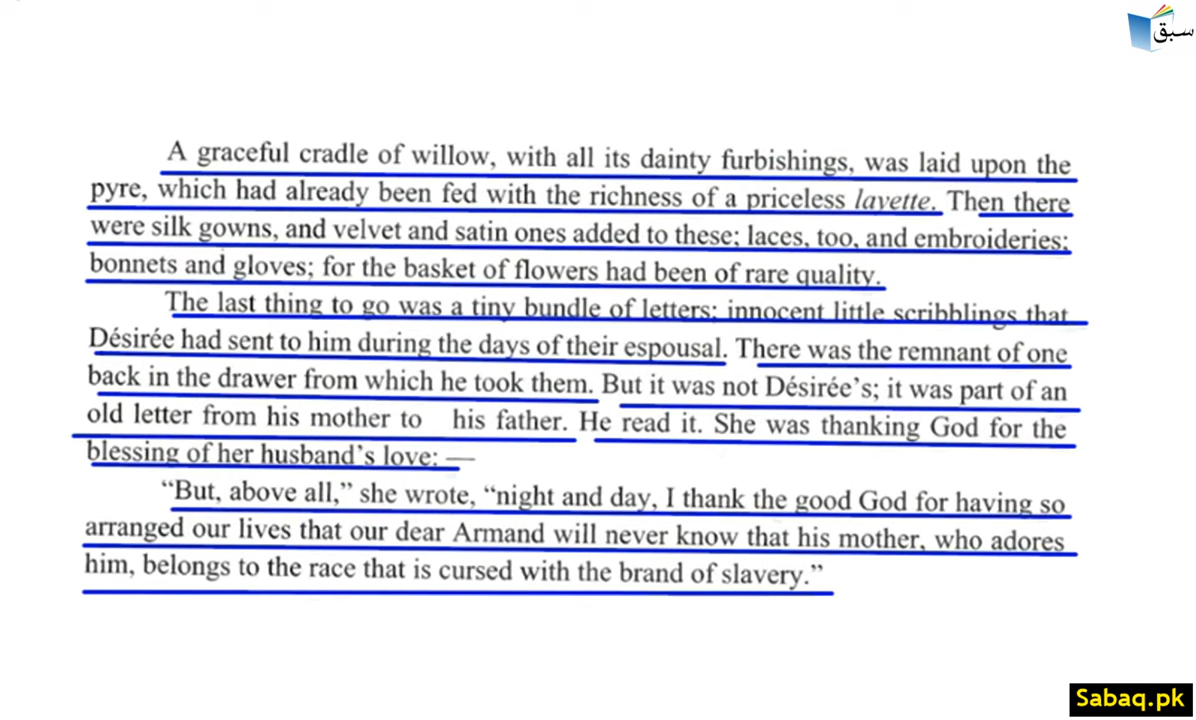 سبق
A graceful cradle of willow, with all its dainty furbishings, was laid upon the
pyre, which had already been fed with the richness of a priceless layette. Then there
were silk gowns, and velvet and satin ones added to these; laces, too, and embroideries;
bonnets and gloves; for the basket of flowers had been of rare quality.
The last thing to go was a tiny bundle of letters; innocent little scribblings that
Désirée had sent to him during the days of their espousal. There was the remnant of one
back in the drawer from which he took them. But it was not Désirée's; it was part of an
old letter from his mother to his father. He read it. She was thanking God for the
blessing of her husband's love: —
“But, above all,” she wrote, “night and day, I thank the good God for having so
arranged our lives that our dear Armand will never know that his mother, who adores
him, belongs to the race that is cursed with the brand of slavery.”
Sabaq.pk